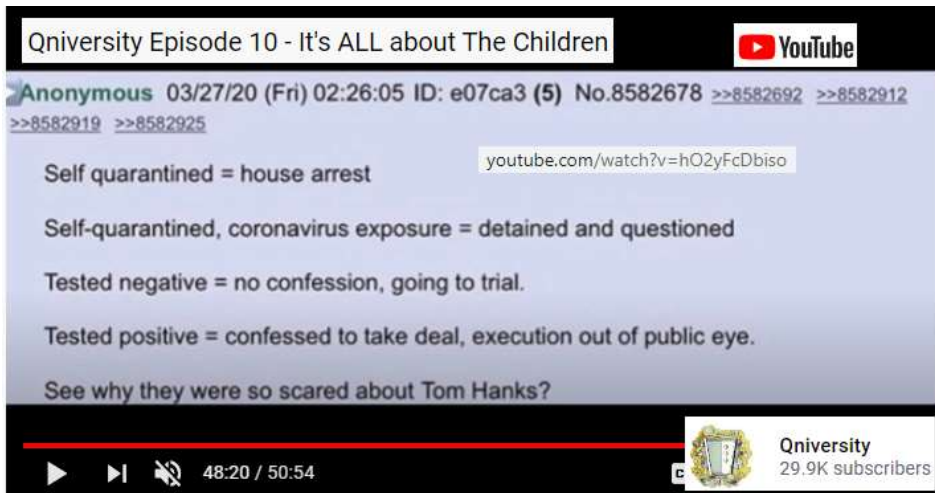 Qniversity Episode 10 - It's ALL about The Children
YouTube
Anonymous 03/27/20 (Fri) 02:26:05 ID: e07ca3 (5) No.8582678 >>8582692 >>8582912
>>8582919 >>8582925
youtube.com/watch?v=hO2yFcDbiso
Self quarantined = house arrest
Self-quarantined, coronavirus exposure = detained and questioned
Tested negative = no confession, going to trial.
Tested positive = confessed to take deal, execution out of public eye.
See why they were so scared about Tom Hanks?
48:20 / 50:54
Qniversity
29.9K subscribers